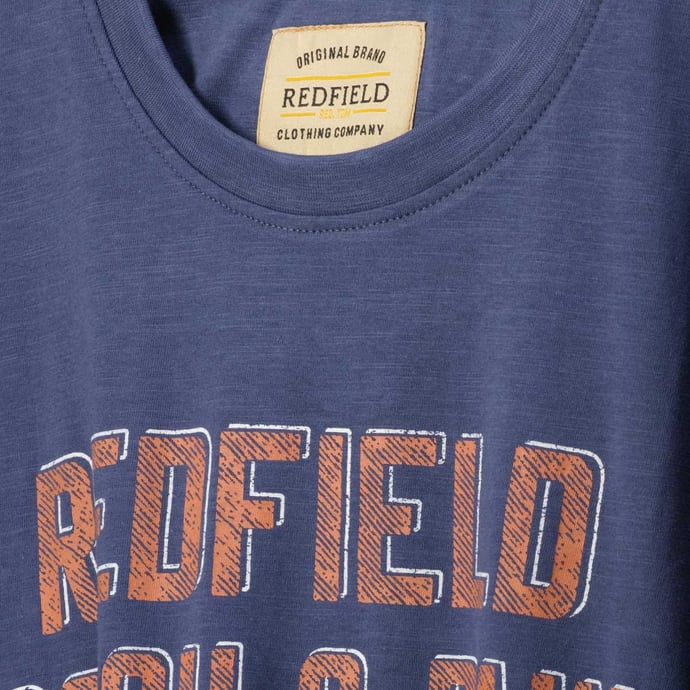 ORIGINAL BRAND
REDFIELD
CLOTHING COMPANY
REDFIELD